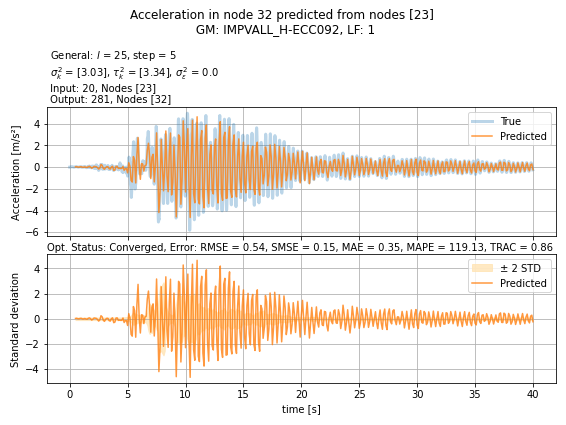 Acceleration in node 32 predicted from nodes [23]
GM: IMPVALL_H-ECC092, LF: 1
General: l = 25, step = 5
σ²ₖ = [3.03], τ²ₖ = [3.34], σ²ε = 0.0
Input: 20, Nodes [23]
Output: 281, Nodes [32]
True
Predicted
Acceleration [m/s²]
4
2
0
−2
−4
−6
Opt. Status: Converged, Error: RMSE = 0.54, SMSE = 0.15, MAE = 0.35, MAPE = 119.13, TRAC = 0.86
± 2 STD
Predicted
Standard deviation
4
2
0
−2
−4
0 5 10 15 20 25 30 35 40
time [s]